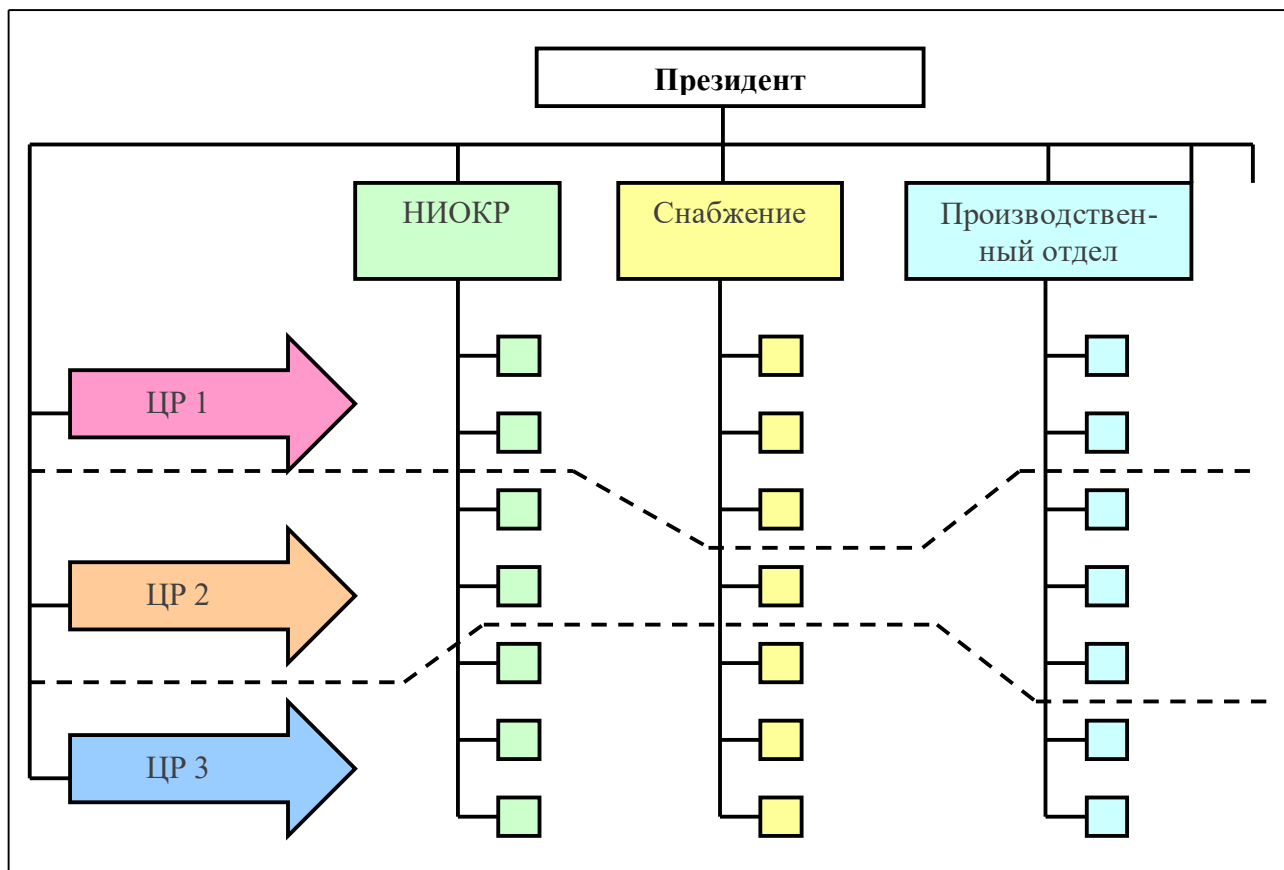 Президент
НИОКР
Снабжение
Производствен-
ный отдел
ЦР 1
ЦР 2
ЦР 3